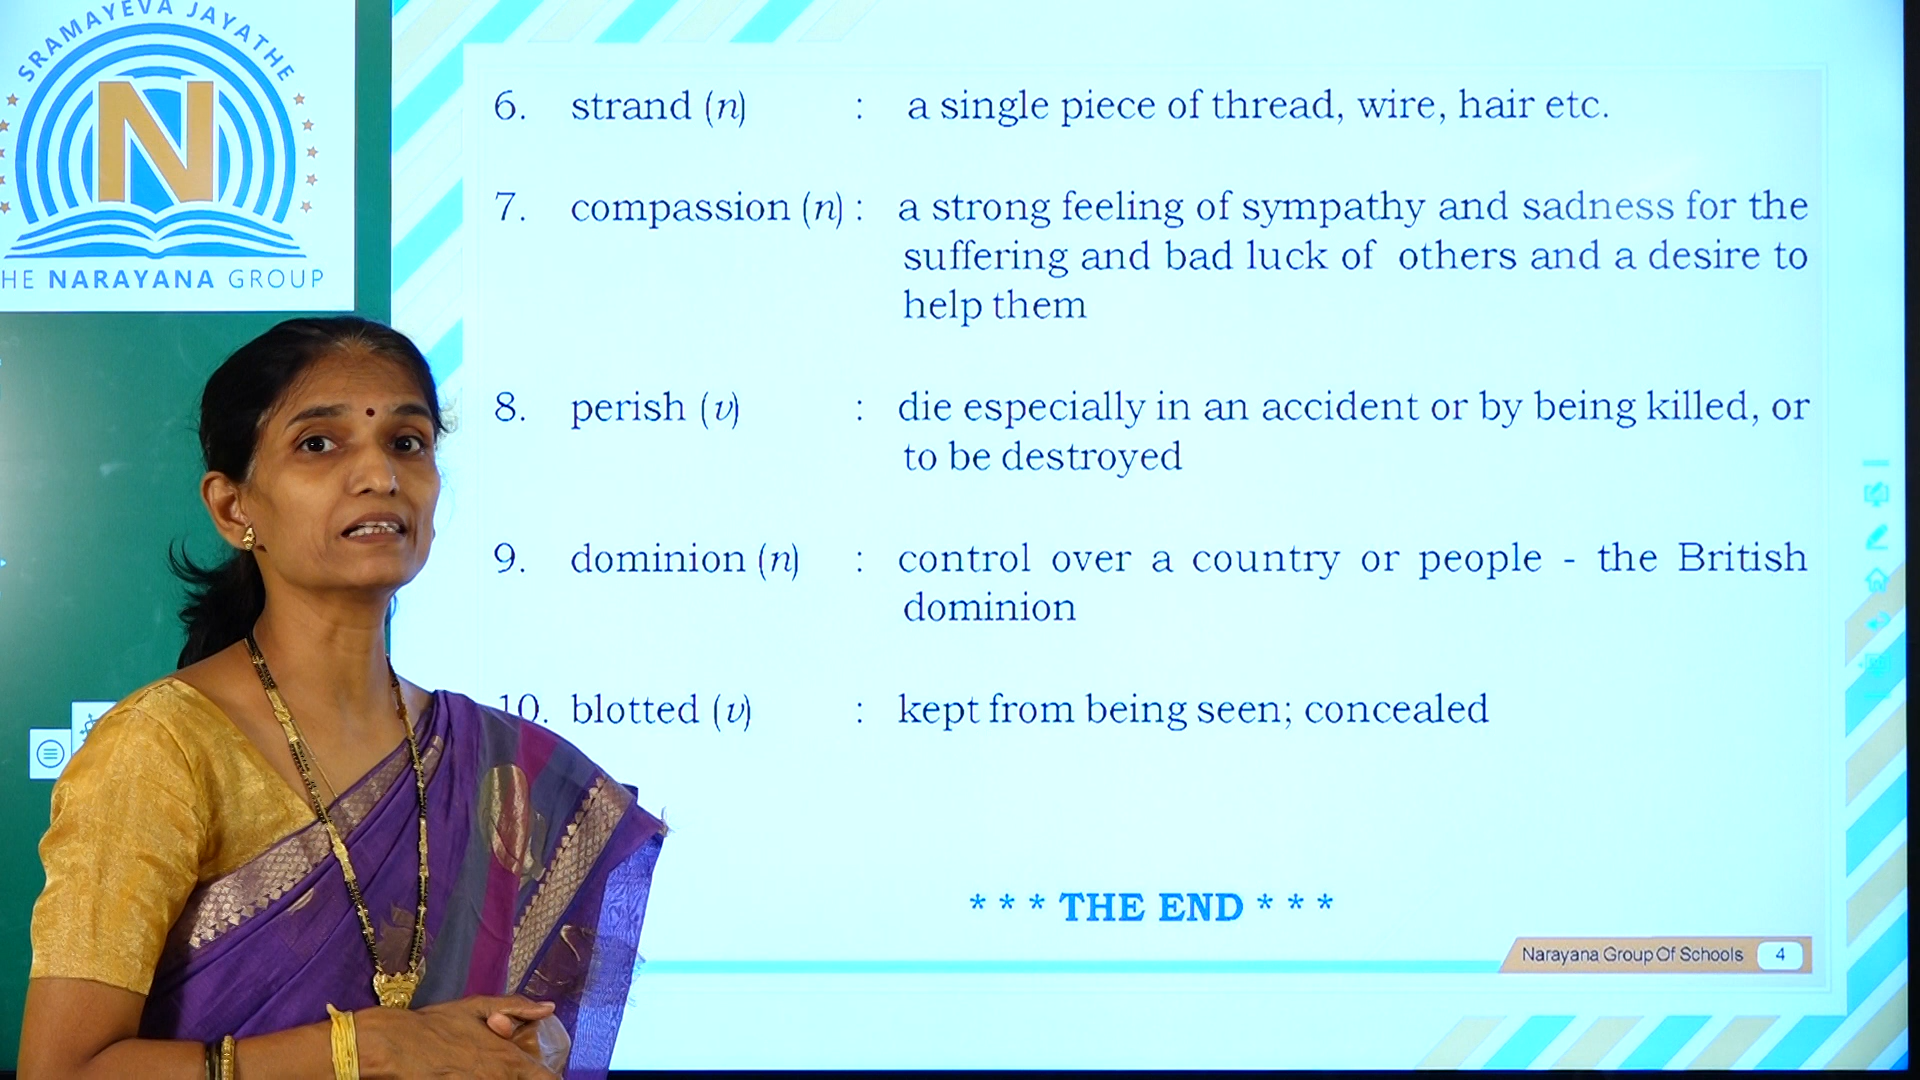 SRAMAYEVA JAYATHE
N
HE NARAYANA GROUP
6. strand (n) : a single piece of thread, wire, hair etc.
7. compassion (n) : a strong feeling of sympathy and sadness for the
suffering and bad luck of others and a desire to
help them
8. perish (v) : die especially in an accident or by being killed, or
to be destroyed
9. dominion (n) : control over a country or people - the British
dominion
10. blotted (v) : kept from being seen; concealed
* * * THE END * * *
Narayana Group Of Schools 4